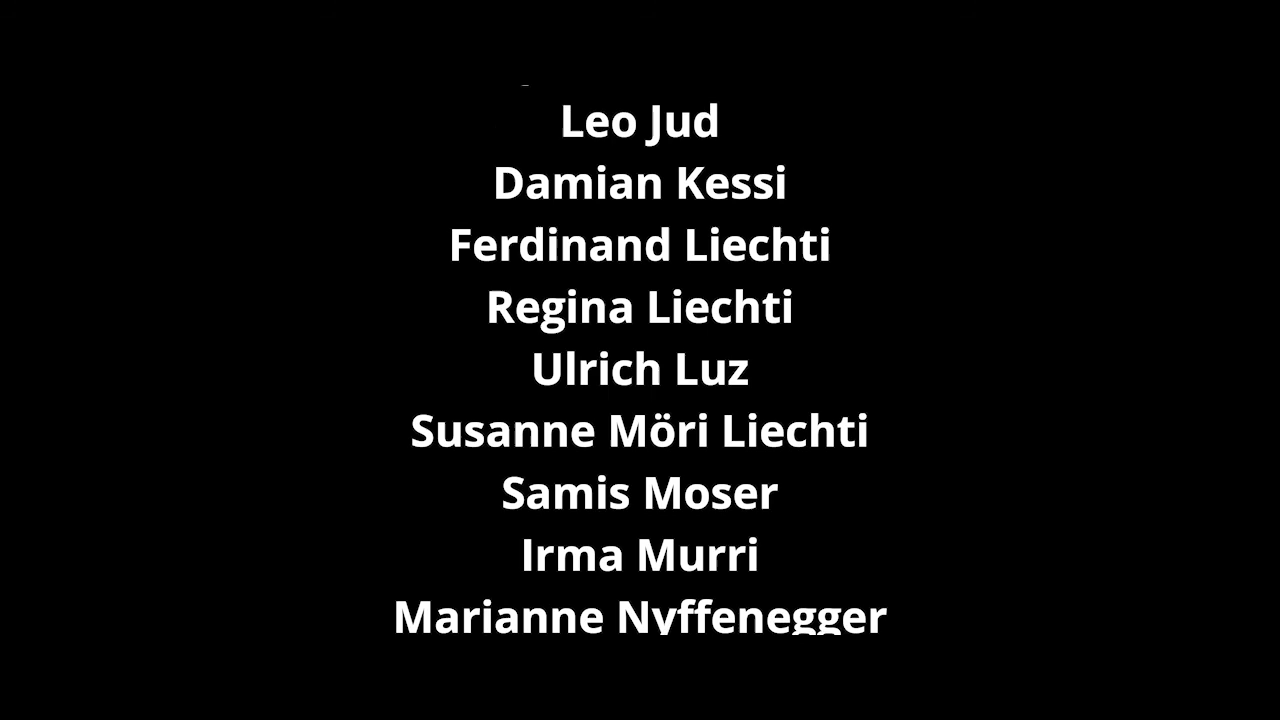 Leo Jud
Damian Kessi
Ferdinand Liechti
Regina Liechti
Ulrich Luz
Susanne Möri Liechti
Samis Moser
Irma Murri
Marianne Nyffenegger